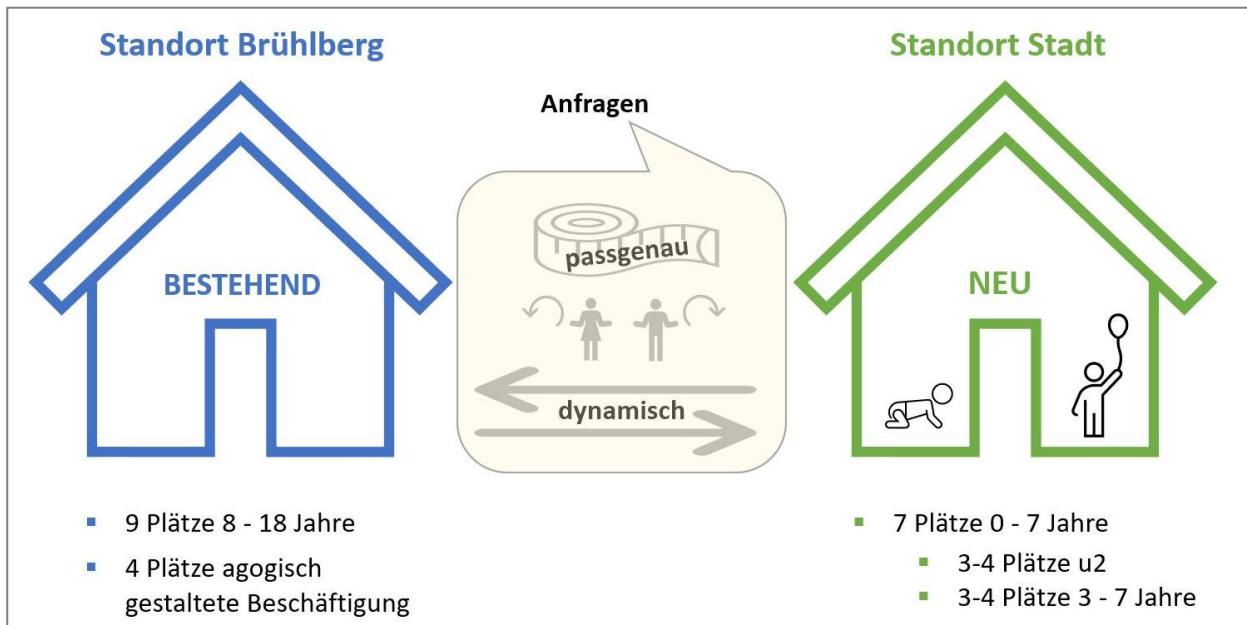 Standort Brühlberg
BESTEHEND
9 Plätze 8 - 18 Jahre
4 Plätze agogisch
gestaltete Beschäftigung
Anfragen
passgenau
dynamisch
Standort Stadt
NEU
7 Plätze 0 - 7 Jahre
3-4 Plätze u2
3-4 Plätze 3 - 7 Jahre